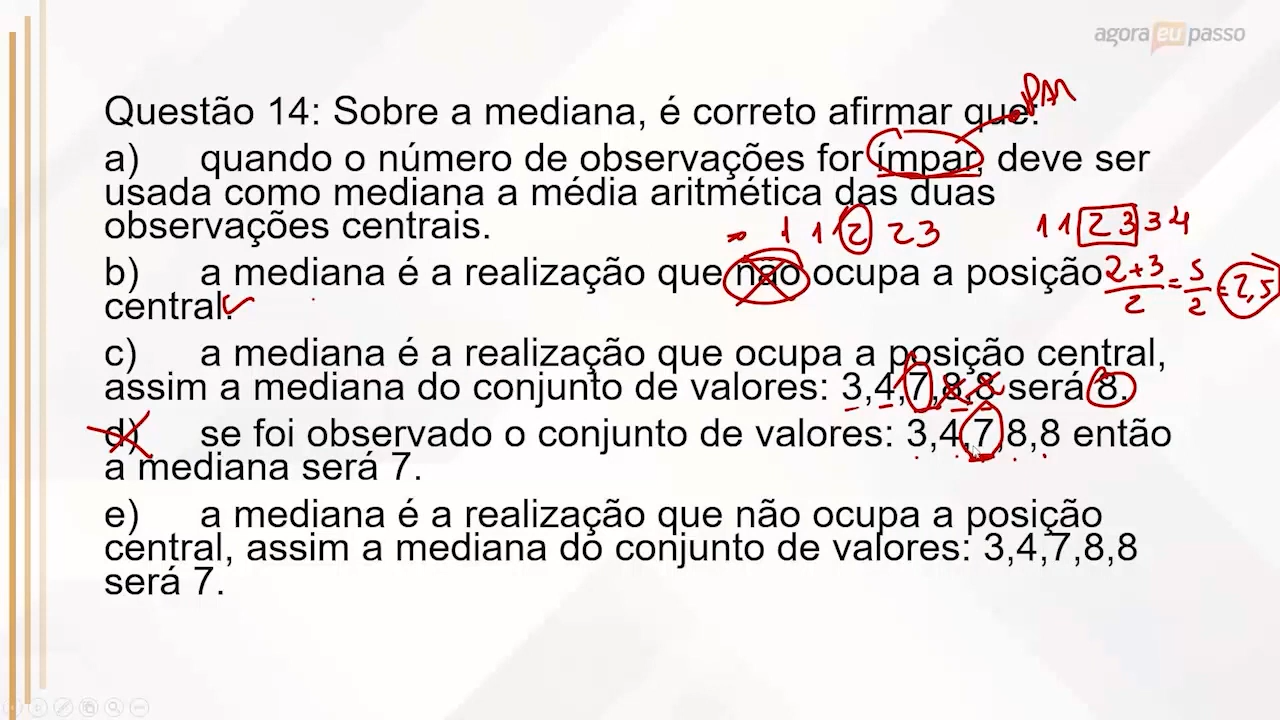 agora eu passo
PAR
Questão 14: Sobre a mediana, é correto afirmar que:
a) quando o número de observações for ímpar, deve ser
usada como mediana a média aritmética das duas
observações centrais.
1 1 1 2 2 2 3
1 1 2 3 3 4
b) a mediana é a realização que não ocupa a posição
central.
2+3/2 = 5/2 = 2,5
c) a mediana é a realização que ocupa a posição central,
assim a mediana do conjunto de valores: 3,4,7,8,8 será 8.
d) se foi observado o conjunto de valores: 3,4,7,8,8 então
a mediana será 7.
e) a mediana é a realização que não ocupa a posição
central, assim a mediana do conjunto de valores: 3,4,7,8,8
será 7.